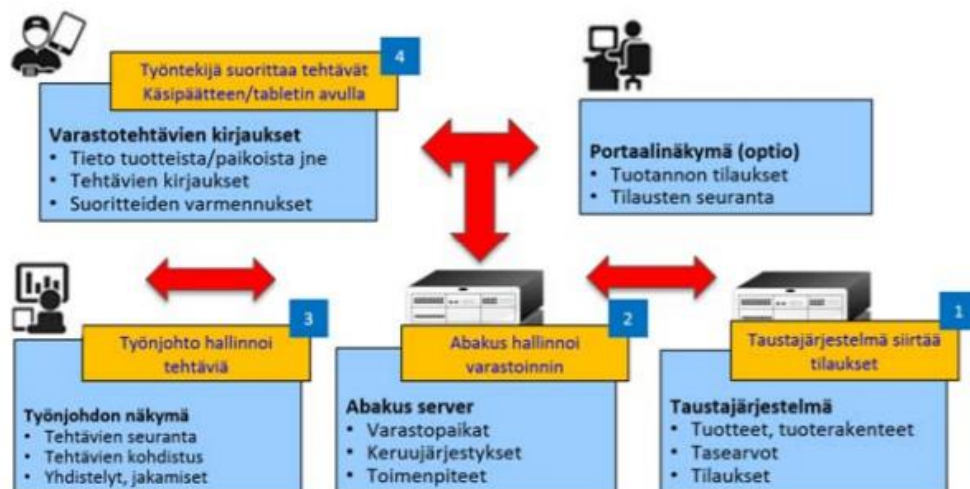 4
Työntekijä suorittaa tehtävät
Käsipäätteen/tabletin avulla
Varastotehtävien kirjaukset
• Tieto tuotteista/paikoista jne
• Tehtävien kirjaukset
• Suoritteiden varmennukset
Portaalinäkymä (optio)
• Tuotannon tilaukset
• Tilausten seuranta
3
Työnjohto hallinnoi
tehtäviä
Työnjohdon näkymä
• Tehtävien seuranta
• Tehtävien kohdistus
• Yhdistelyt, jakamiset
2
Abakus hallinnoi
varastoinnin
Abakus server
• Varastopaikat
• Keruujärjestykset
• Toimenpiteet
1
Taustajärjestelmä siirtää
tilaukset
Taustajärjestelmä
• Tuotteet, tuoterakenteet
• Tasearvot
• Tilaukset